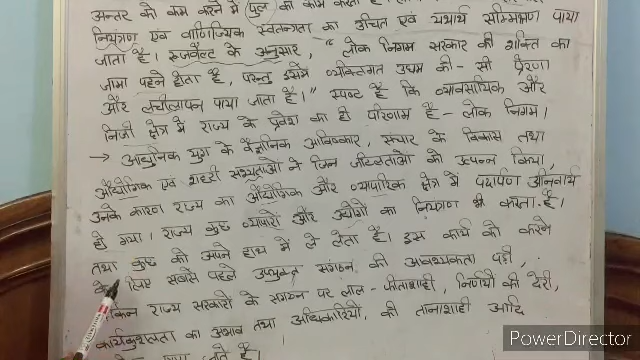 अन्तर को कम करने में पुल का काम करता है।
नियंत्रण एवं वाणिज्यिक स्वतन्त्रता का उचित एवं यथार्थ सम्मिश्रण पाया
जाता है। रूजवेल्ट के अनुसार, "लोक निगम सरकार की शक्ति का
जामा पहने होता है, परन्तु इसमें व्यक्तिगत उद्यम की - सी प्रेरणा
और लचीलापन पाया जाता है।" स्पष्ट है कि व्यावसायिक और
निजी क्षेत्र में राज्य के प्रवेश का ही परिणाम है - लोक निगम।
→ आधुनिक युग के वैज्ञानिक आविष्कार, संचार के विकास तथा
औद्योगिक एवं शहरी सभ्यताओं ने जिन जटिलताओं को उत्पन्न किया,
उनके कारण राज्य का औद्योगिक और व्यापारिक क्षेत्र में पदार्पण अनिवार्य
हो गया। राज्य कुछ व्यापारों और उद्योगों का नियंत्रण भी करता है।
तथा कुछ को अपने हाथ में ले लेता है। इस कार्य को करने
के लिए सबसे पहले उपयुक्त संगठन की आवश्यकता पड़ी,
राज्य सरकारों के संगठन पर लाल - फीताशाही, निर्णयों की देरी,
कार्यकुशलता का अभाव तथा अधिकारियों की तानाशाही आदि
है।
PowerDirector